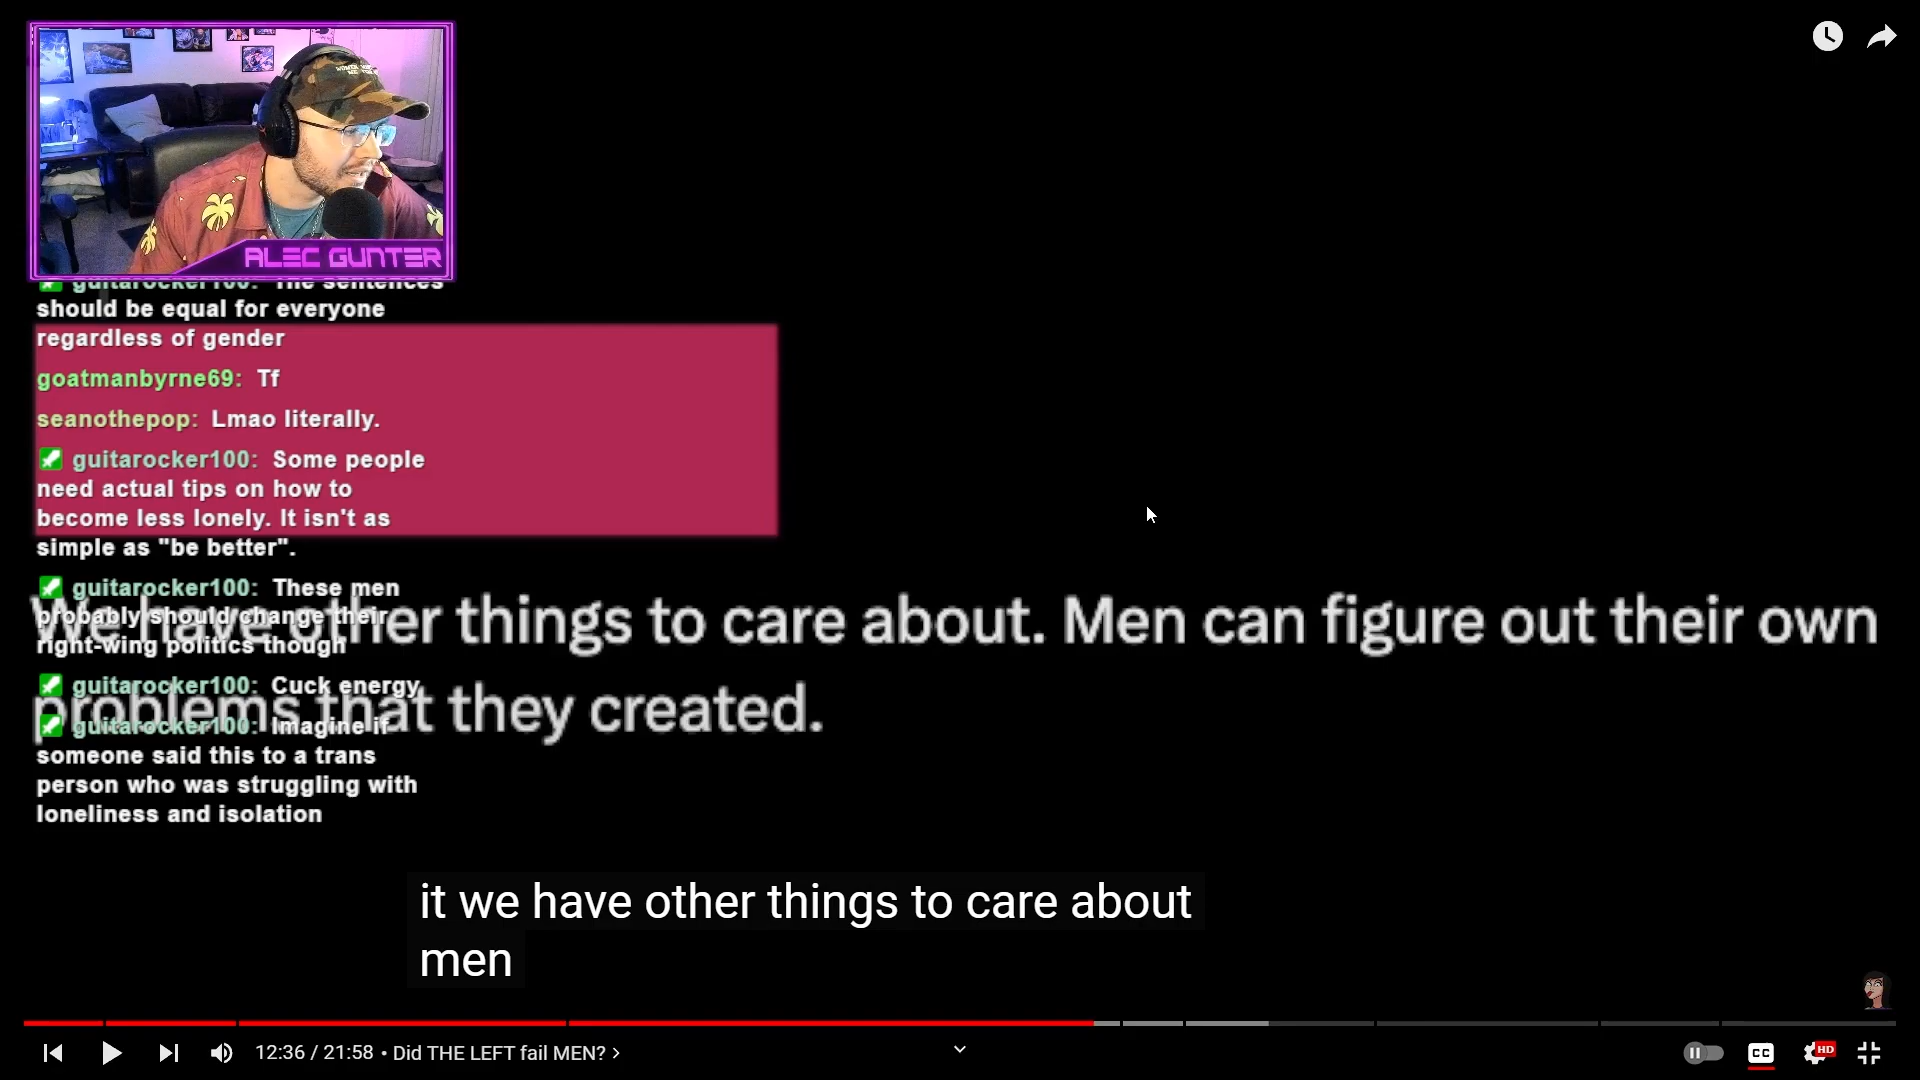 ALEC GUNTER
guitarocker100: The sentences
should be equal for everyone
regardless of gender
goatmanbyrne69: Tf
seanothepop: Lmao literally.
guitarocker100: Some people
need actual tips on how to
become less lonely. It isn't as
simple as "be better".
guitarocker100: These men
probably should change their
right-wing politics though
guitarocker100: Cuck energy
guitarocker100: Imagine if
someone said this to a trans
person who was struggling with
loneliness and isolation
We have other things to care about. Men can figure out their own
problems that they created.
it we have other things to care about
men
12:36 / 21:58 • Did THE LEFT fail MEN? >
CC
HD